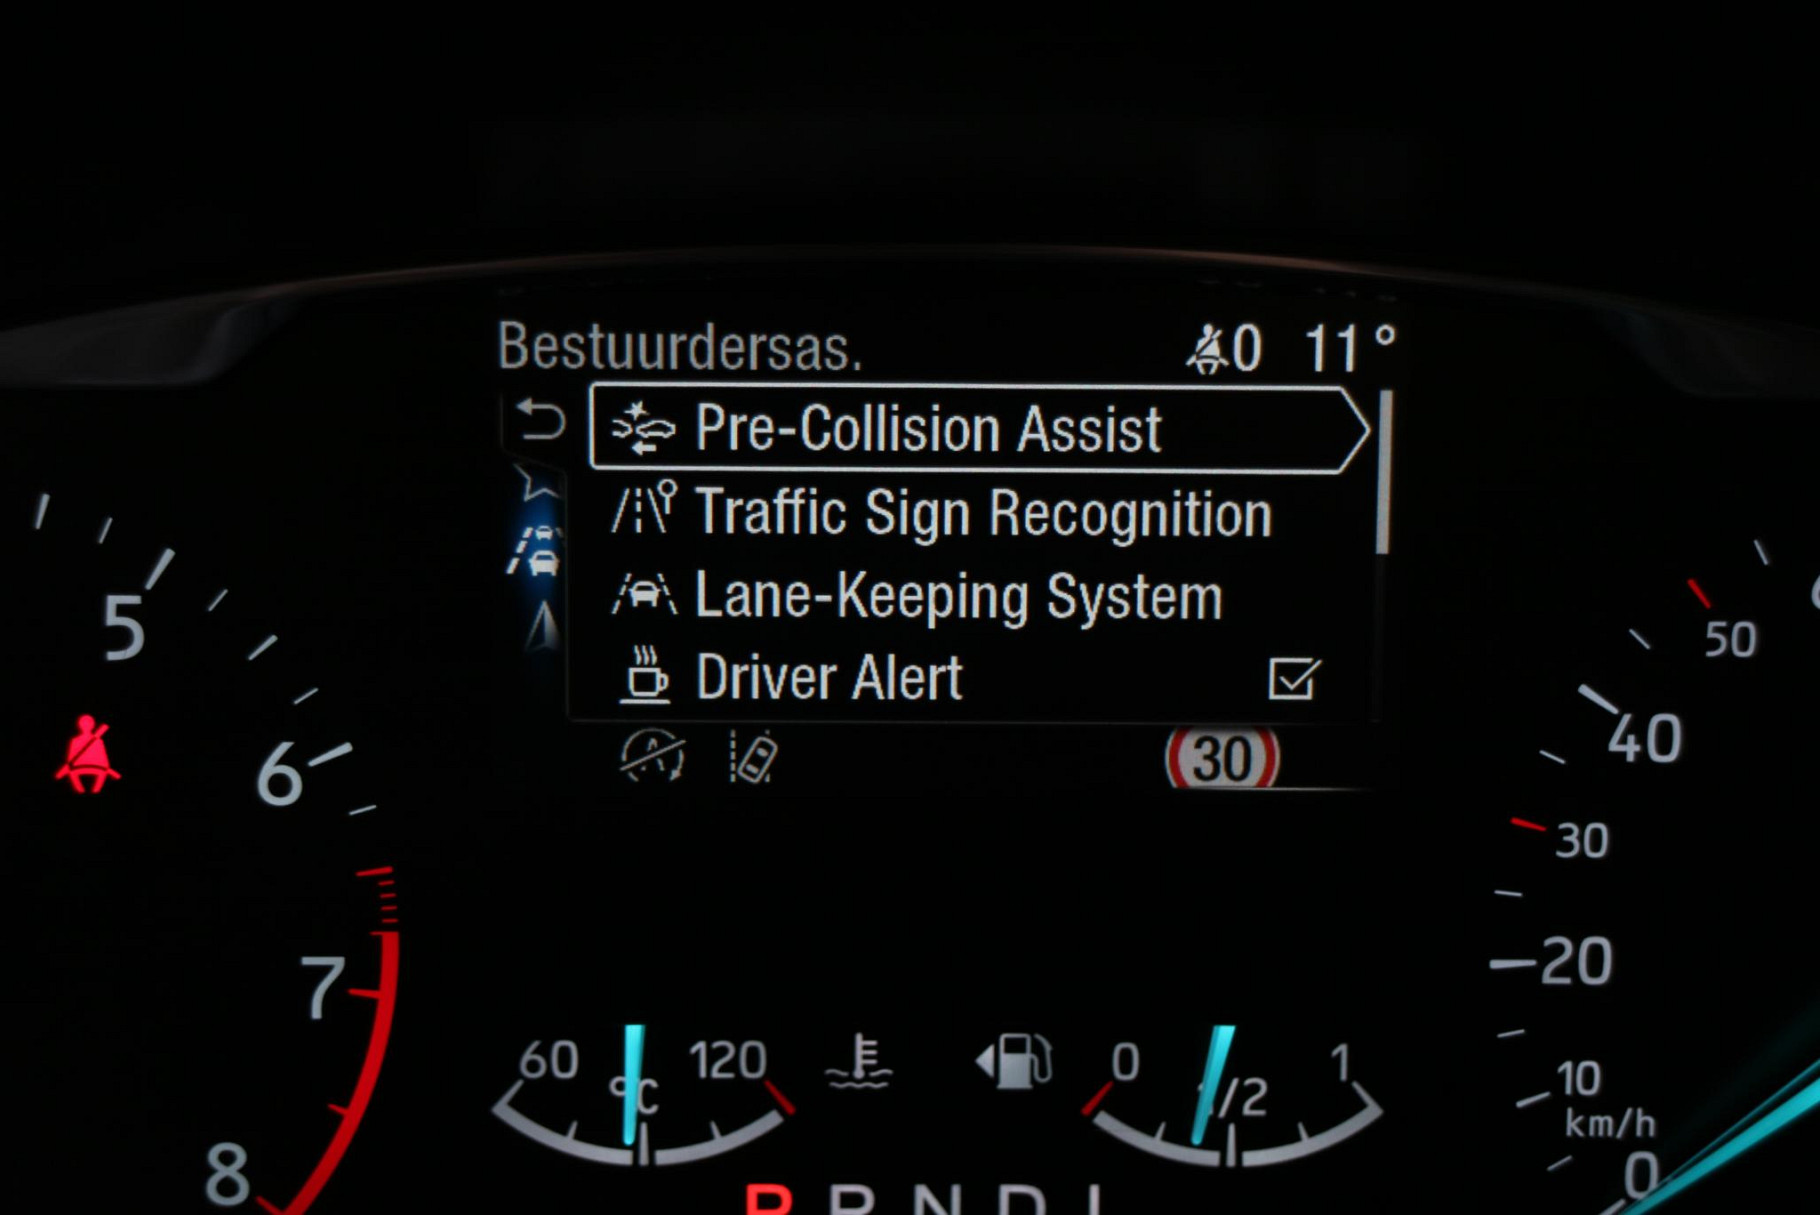 Bestuurdersas. 0 11°
Pre-Collision Assist
Traffic Sign Recognition
Lane-Keeping System
Driver Alert
30
5
6
7
8
50
40
30
20
10
km/h
0
60 120
°C
0 1
1/2
P R N D L